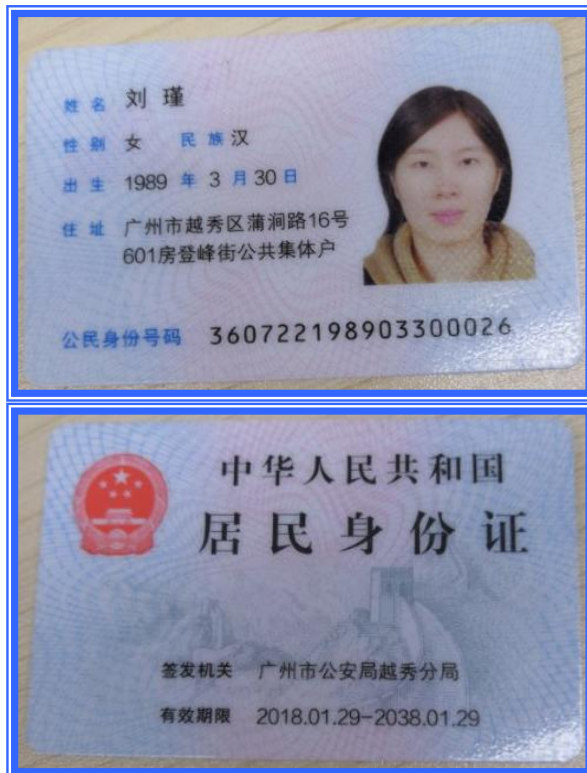 姓名 刘瑾
性别 女 民族 汉
出生 1989 年 3 月 30 日
住址 广州市越秀区蒲涧路16号
601房登峰街公共集体户
公民身份号码 360722198903300026
中华人民共和国
居民身份证
签发机关 广州市公安局越秀分局
有效期限 2018.01.29-2038.01.29